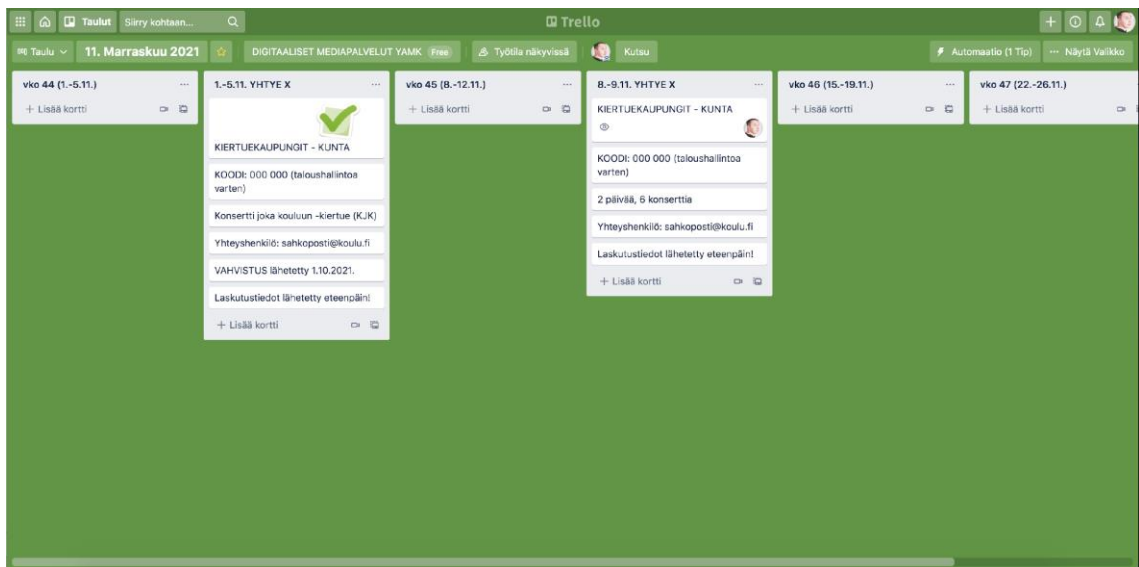 Taulut
Siirry kohtaan...
Trello
Taulu
11. Marraskuu 2021
DIGITAALISET MEDIAPALVELUT YAMK Free
Työtila näkyvissä
Kutsu
Automaatio (1 Tip)
... Näytä Valikko
vko 44 (1.-5.11.) ...
+ Lisää kortti
1.-5.11. YHTYE X ...
KIERTUEKAUPUNGIT - KUNTA
KOODI: 000 000 (taloushallintoa
varten)
Konsertti joka kouluun -kiertue (KJK)
Yhteyshenkilö: sahkoposti@koulu.fi
VAHVISTUS lähetetty 1.10.2021.
Laskutustiedot lähetetty eteenpäin!
+ Lisää kortti
vko 45 (8.-12.11.) ...
+ Lisää kortti
8.-9.11. YHTYE X ...
KIERTUEKAUPUNGIT - KUNTA
KOODI: 000 000 (taloushallintoa
varten)
2 päivää, 6 konserttia
Yhteyshenkilö: sahkoposti@koulu.fi
Laskutustiedot lähetetty eteenpäin!
+ Lisää kortti
vko 46 (15.-19.11.) ...
+ Lisää kortti
vko 47 (22.-26.11.)
+ Lisää kortti